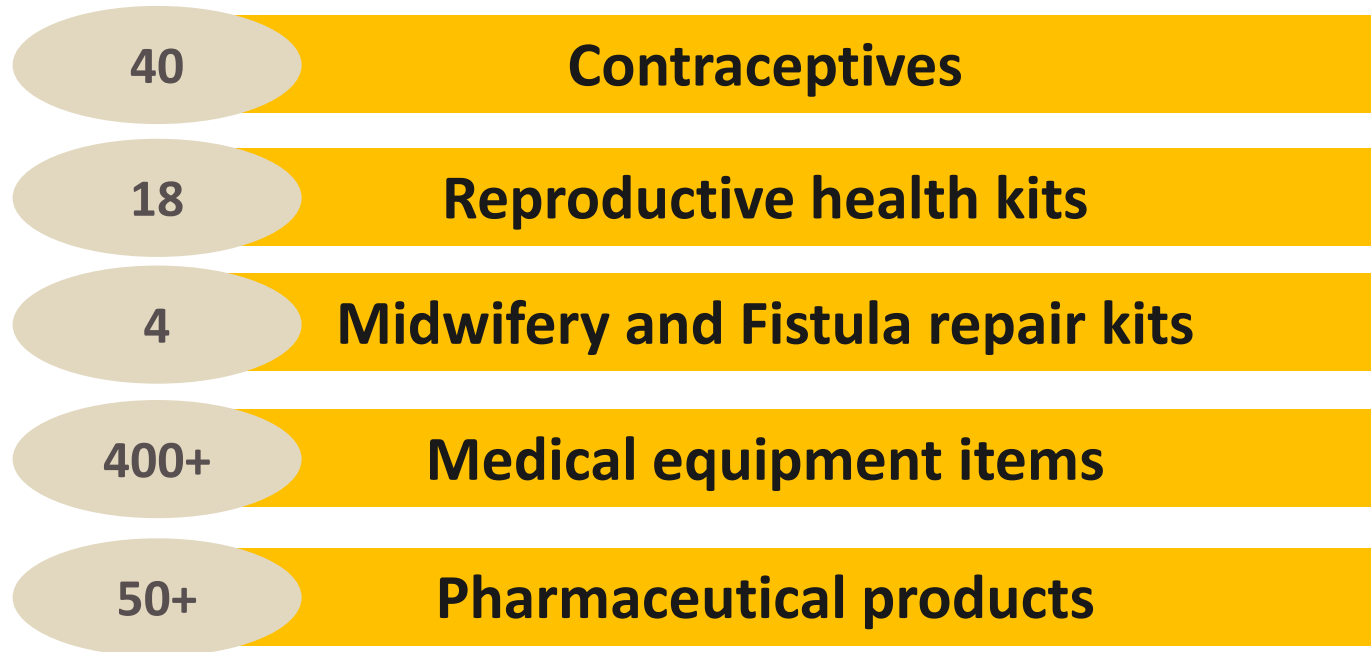 40 Contraceptives
18 Reproductive health kits
4 Midwifery and Fistula repair kits
400+ Medical equipment items
50+ Pharmaceutical products